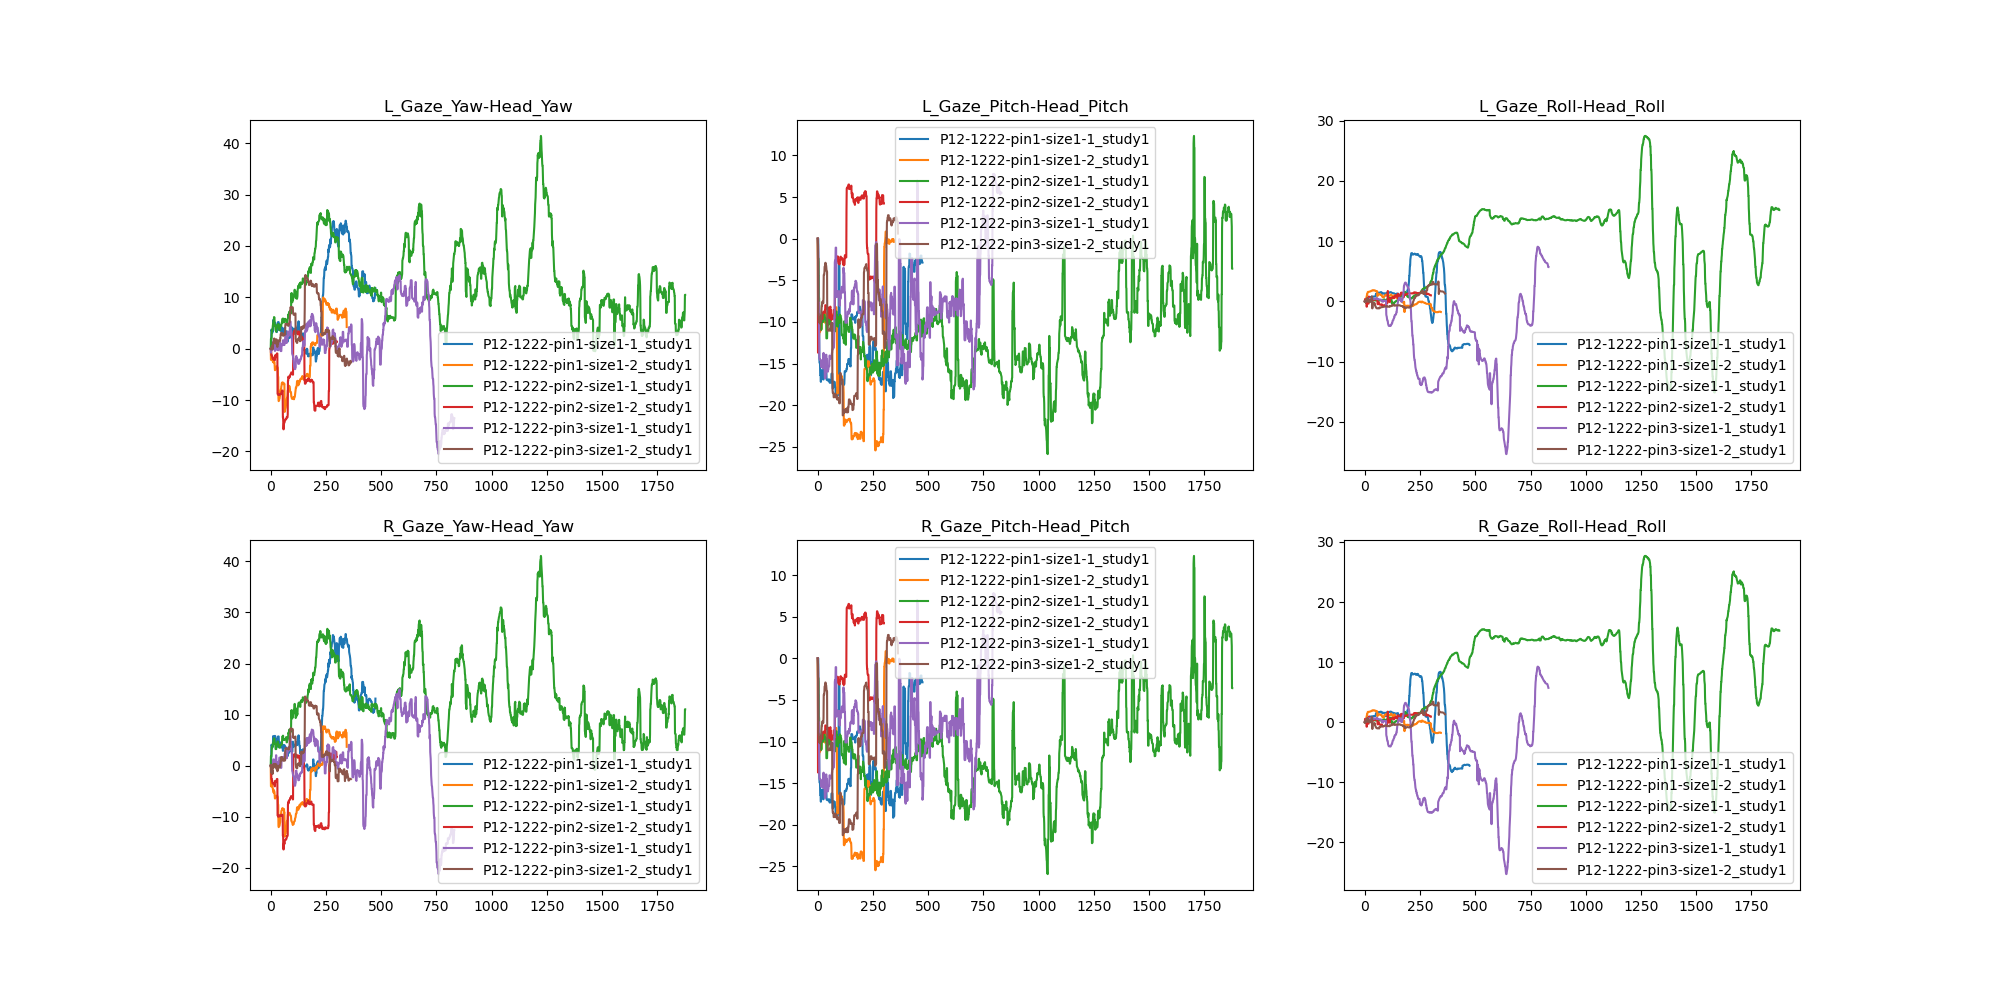 L_Gaze_Yaw-Head_Yaw
40
30
20
10
0
−10
−20
0 250 500 750 1000 1250 1500 1750
P12-1222-pin1-size1-1_study1
P12-1222-pin1-size1-2_study1
P12-1222-pin2-size1-1_study1
P12-1222-pin2-size1-2_study1
P12-1222-pin3-size1-1_study1
P12-1222-pin3-size1-2_study1
L_Gaze_Pitch-Head_Pitch
10
5
0
−5
−10
−15
−20
−25
0 250 500 750 1000 1250 1500 1750
P12-1222-pin1-size1-1_study1
P12-1222-pin1-size1-2_study1
P12-1222-pin2-size1-1_study1
P12-1222-pin2-size1-2_study1
P12-1222-pin3-size1-1_study1
P12-1222-pin3-size1-2_study1
L_Gaze_Roll-Head_Roll
30
20
10
0
−10
−20
0 250 500 750 1000 1250 1500 1750
P12-1222-pin1-size1-1_study1
P12-1222-pin1-size1-2_study1
P12-1222-pin2-size1-1_study1
P12-1222-pin2-size1-2_study1
P12-1222-pin3-size1-1_study1
P12-1222-pin3-size1-2_study1
R_Gaze_Yaw-Head_Yaw
40
30
20
10
0
−10
−20
0 250 500 750 1000 1250 1500 1750
P12-1222-pin1-size1-1_study1
P12-1222-pin1-size1-2_study1
P12-1222-pin2-size1-1_study1
P12-1222-pin2-size1-2_study1
P12-1222-pin3-size1-1_study1
P12-1222-pin3-size1-2_study1
R_Gaze_Pitch-Head_Pitch
10
5
0
−5
−10
−15
−20
−25
0 250 500 750 1000 1250 1500 1750
P12-1222-pin1-size1-1_study1
P12-1222-pin1-size1-2_study1
P12-1222-pin2-size1-1_study1
P12-1222-pin2-size1-2_study1
P12-1222-pin3-size1-1_study1
P12-1222-pin3-size1-2_study1
R_Gaze_Roll-Head_Roll
30
20
10
0
−10
−20
0 250 500 750 1000 1250 1500 1750
P12-1222-pin1-size1-1_study1
P12-1222-pin1-size1-2_study1
P12-1222-pin2-size1-1_study1
P12-1222-pin2-size1-2_study1
P12-1222-pin3-size1-1_study1
P12-1222-pin3-size1-2_study1